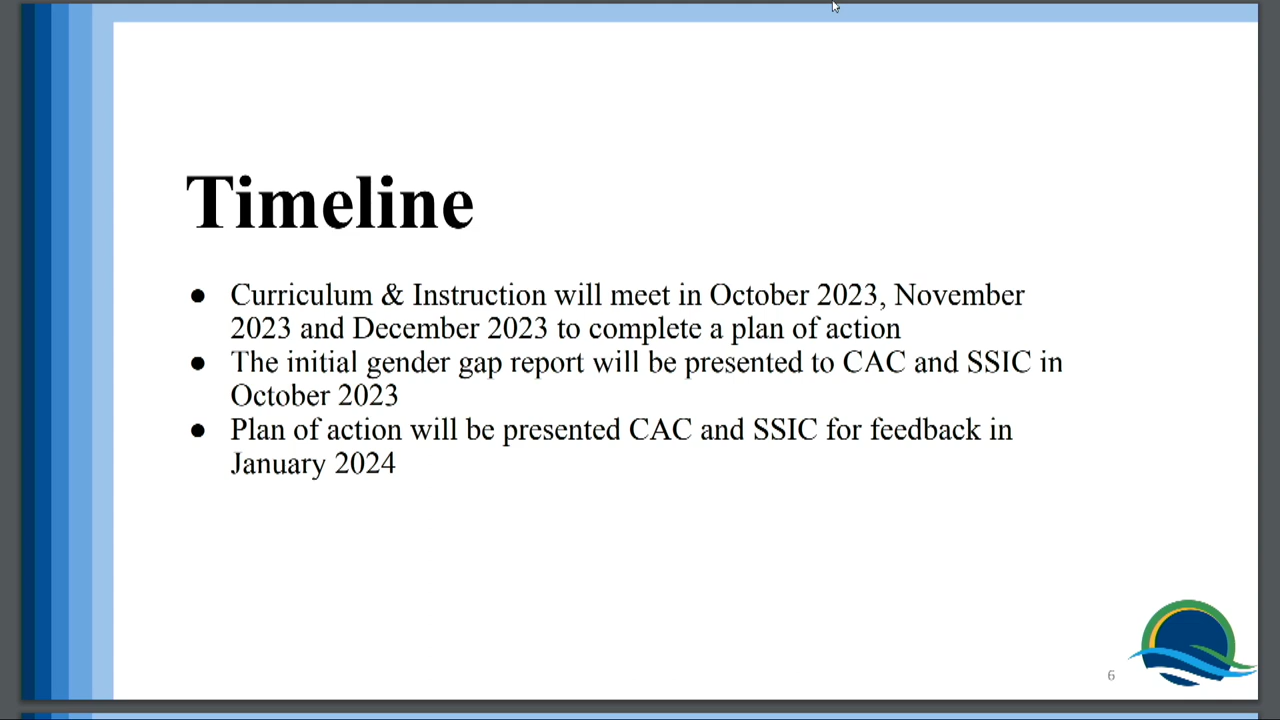 Timeline
● Curriculum & Instruction will meet in October 2023, November
2023 and December 2023 to complete a plan of action
● The initial gender gap report will be presented to CAC and SSIC in
October 2023
● Plan of action will be presented CAC and SSIC for feedback in
January 2024
6